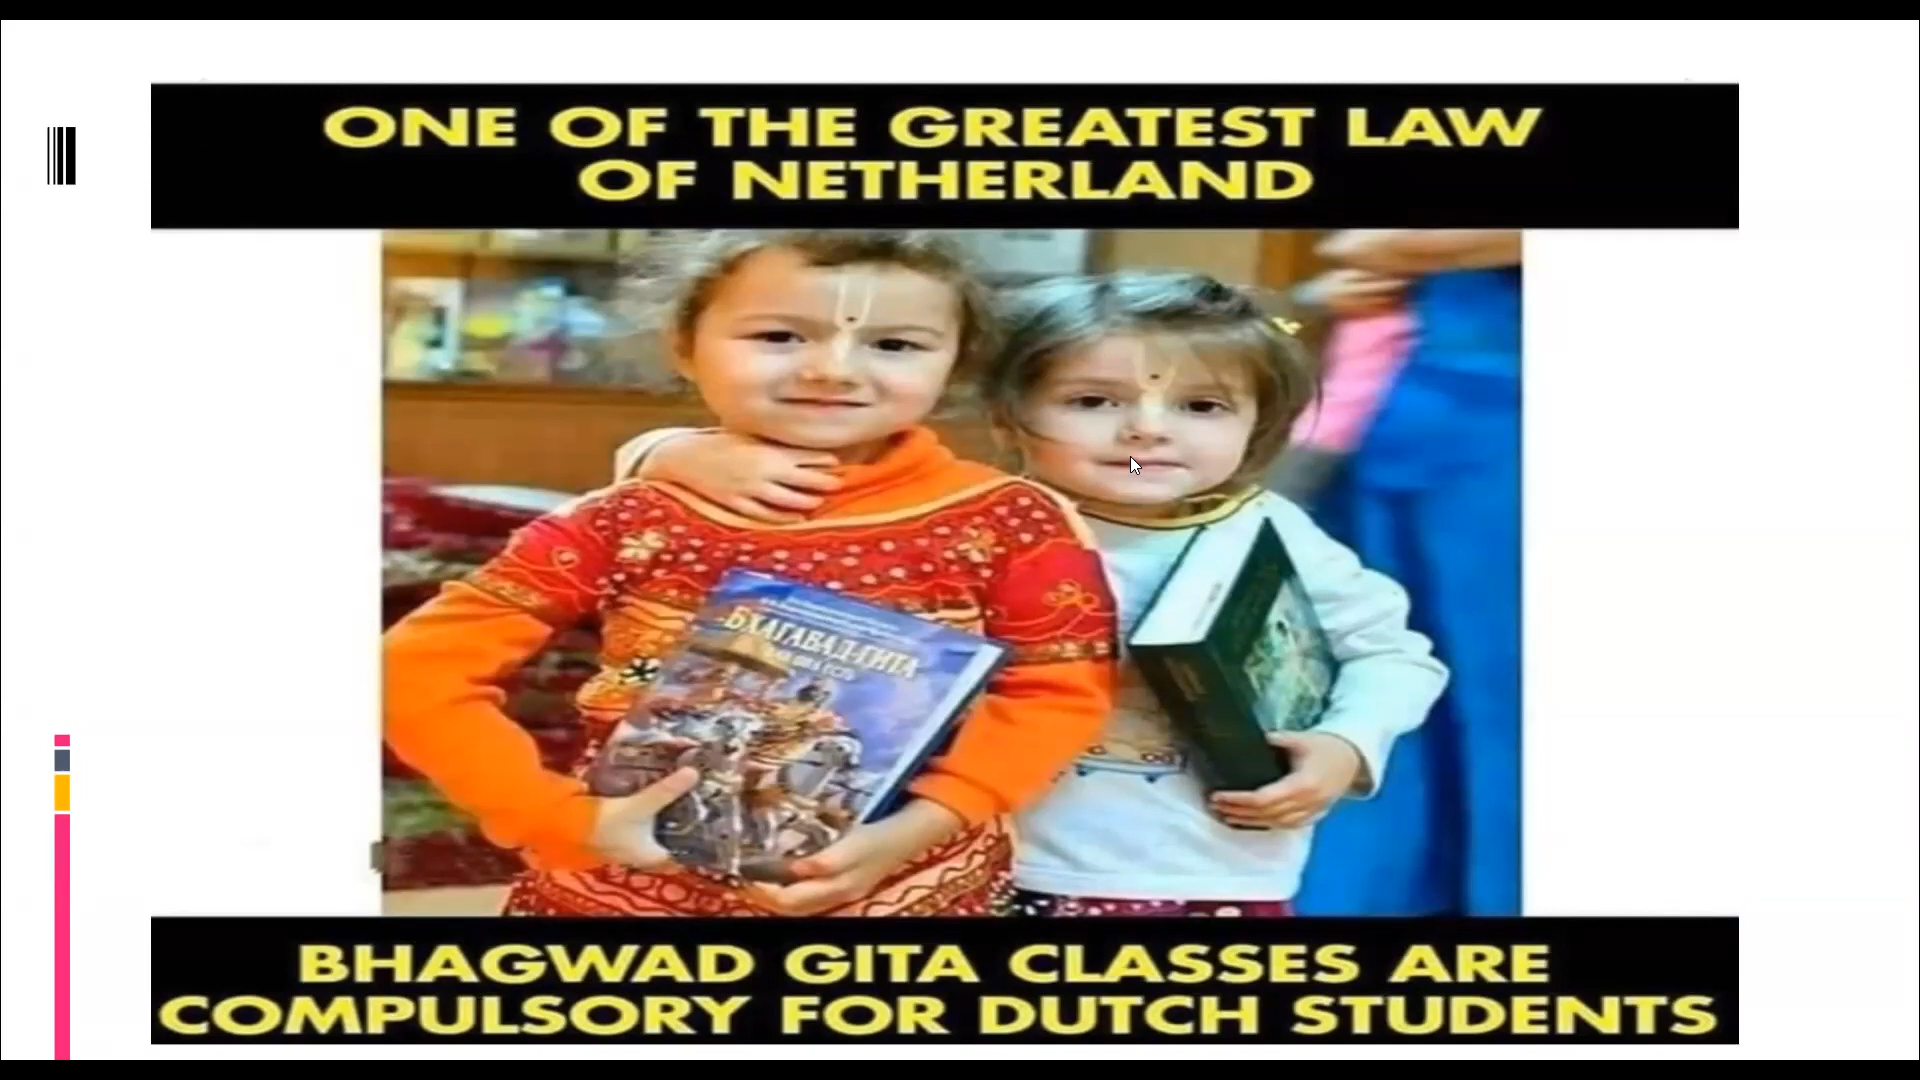 ONE OF THE GREATEST LAW
OF NETHERLAND
БХАГАВАД-ГИТА
BHAGWAD GITA CLASSES ARE
COMPULSORY FOR DUTCH STUDENTS